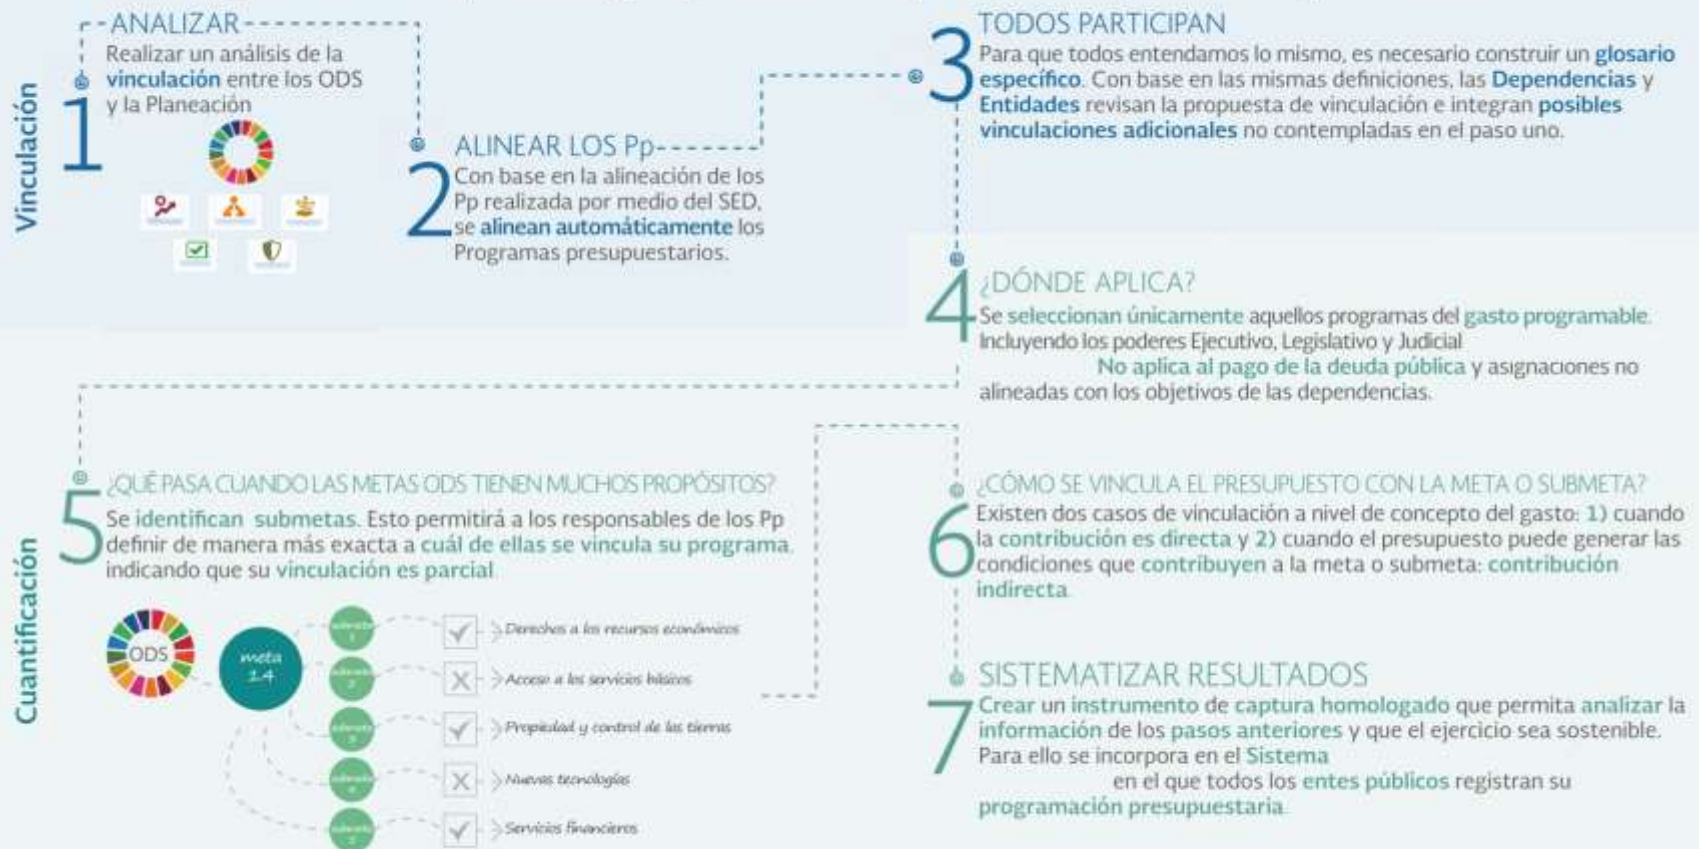 Vinculación
1
ANALIZAR
Realizar un análisis de la
vinculación entre los ODS
y la Planeación
2
ALINEAR LOS Pp
Con base en la alineación de los
Pp realizada por medio del SED,
se alinean automáticamente los
Programas presupuestarios.
3
TODOS PARTICIPAN
Para que todos entendamos lo mismo, es necesario construir un glosario
específico. Con base en las mismas definiciones, las Dependencias y
Entidades revisan la propuesta de vinculación e integran posibles
vinculaciones adicionales no contempladas en el paso uno.
4
¿DÓNDE APLICA?
Se seleccionan únicamente aquellos programas del gasto programable.
Incluyendo los poderes Ejecutivo, Legislativo y Judicial
No aplica al pago de la deuda pública y asignaciones no
alineadas con los objetivos de las dependencias.
Cuantificación
5
¿QUÉ PASA CUANDO LAS METAS ODS TIENEN MUCHOS PROPÓSITOS?
Se identifican submetas. Esto permitirá a los responsables de los Pp
definir de manera más exacta a cuál de ellas se vincula su programa.
indicando que su vinculación es parcial.
ODS
meta
1.4
Derechos a los recursos económicos
Acceso a los servicios básicos
Propiedad y control de las tierras
Nuevas tecnologías
Servicios financieros
6
¿CÓMO SE VINCULA EL PRESUPUESTO CON LA META O SUBMETA?
Existen dos casos de vinculación a nivel de concepto del gasto: 1) cuando
la contribución es directa y 2) cuando el presupuesto puede generar las
condiciones que contribuyen a la meta o submeta: contribución
indirecta.
7
SISTEMATIZAR RESULTADOS
Crear un instrumento de captura homologado que permita analizar la
información de los pasos anteriores y que el ejercicio sea sostenible.
Para ello se incorpora en el Sistema
en el que todos los entes públicos registran su
programación presupuestaria.